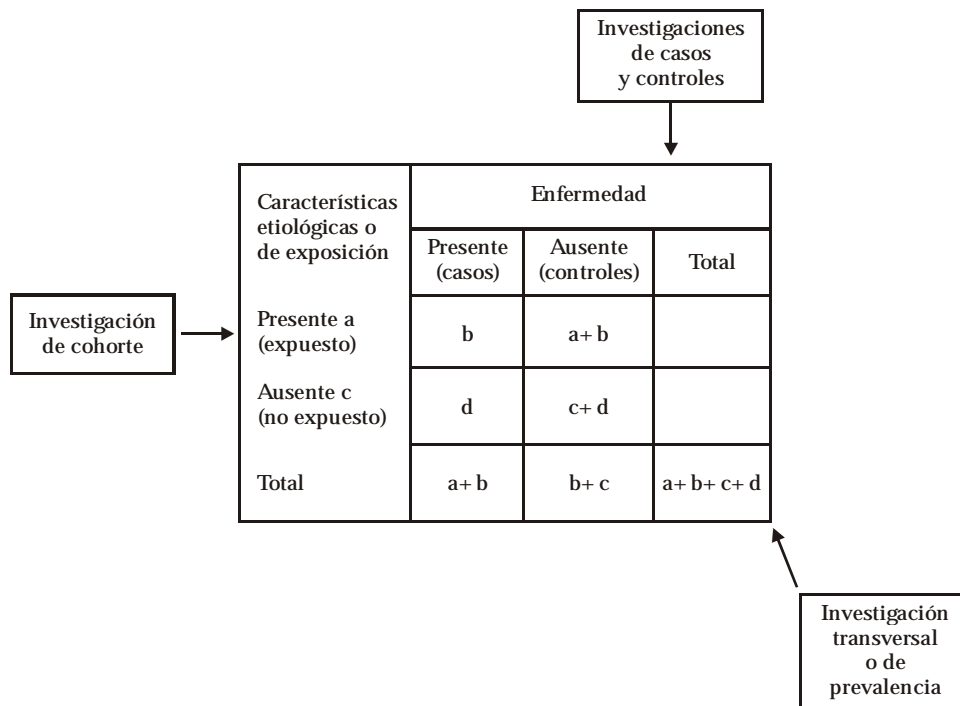 Investigaciones
de casos
y controles
Características
etiológicas o
de exposición
Enfermedad
Presente
(casos)
Ausente
(controles)
Total
Investigación
de cohorte
Presente a
(expuesto)
b
a+ b
Ausente c
(no expuesto)
d
c+ d
Total
a+ b
b+ c
a+ b+ c+ d
Investigación
transversal
o de
prevalencia